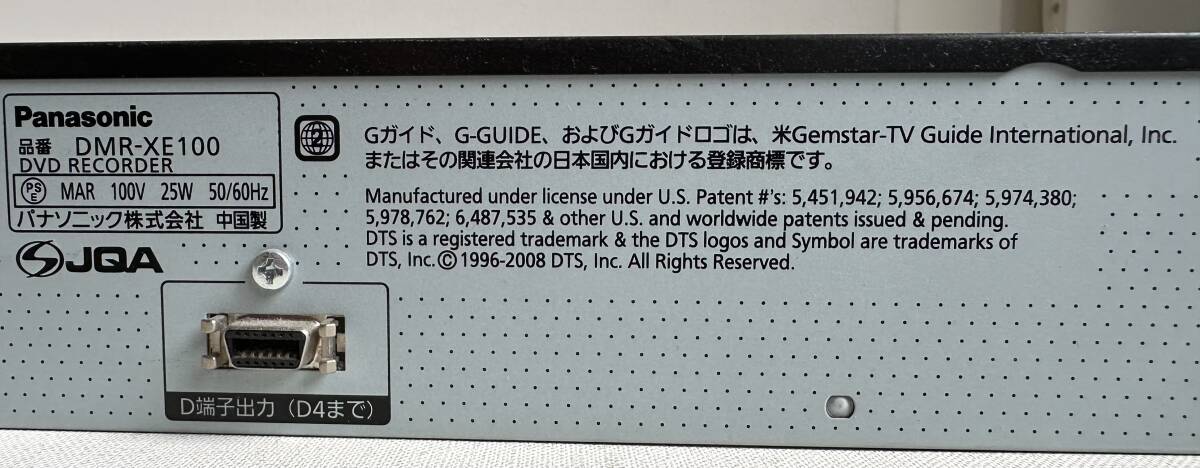 Panasonic
品番 DMR-XE100
DVD RECORDER
PS E MAR 100V 25W 50/60Hz
パナソニック株式会社 中国製
JQA
2
Gガイド、G-GUIDE、およびGガイドロゴは、米Gemstar-TV Guide International, Inc.
またはその関連会社の日本国内における登録商標です。
Manufactured under license under U.S. Patent #'s: 5,451,942; 5,956,674; 5,974,380;
5,978,762; 6,487,535 & other U.S. and worldwide patents issued & pending.
DTS is a registered trademark & the DTS logos and Symbol are trademarks of
DTS, Inc.© 1996-2008 DTS, Inc. All Rights Reserved.
D端子出力（D4まで）